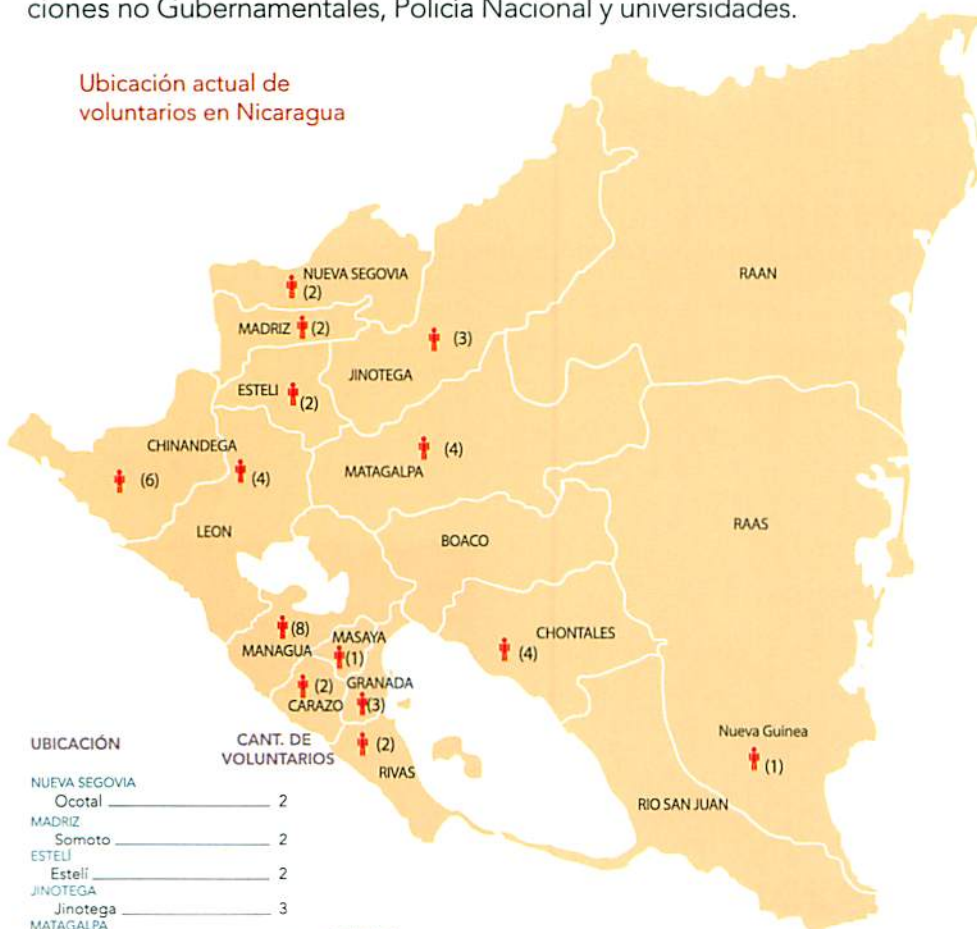 ciones no Gubernamentales, Policía Nacional y universidades.
Ubicación actual de
voluntarios en Nicaragua
NUEVA SEGOVIA
(2)
RAAN
MADRIZ (2)
(3)
JINOTEGA
ESTELI
(2)
CHINANDEGA
(6)
(4)
(4)
MATAGALPA
LEON
BOACO
RAAS
(8)
MANAGUA
MASAYA
(1)
CHONTALES
(4)
(2)
CARAZO
GRANADA
(3)
(2)
RIVAS
Nueva Guinea
(1)
RIO SAN JUAN
UBICACIÓN CANT. DE
VOLUNTARIOS
NUEVA SEGOVIA
Ocotal 2
MADRIZ
Somoto 2
ESTELÍ
Estelí 2
JINOTEGA
Jinotega 3
MATAGALPA